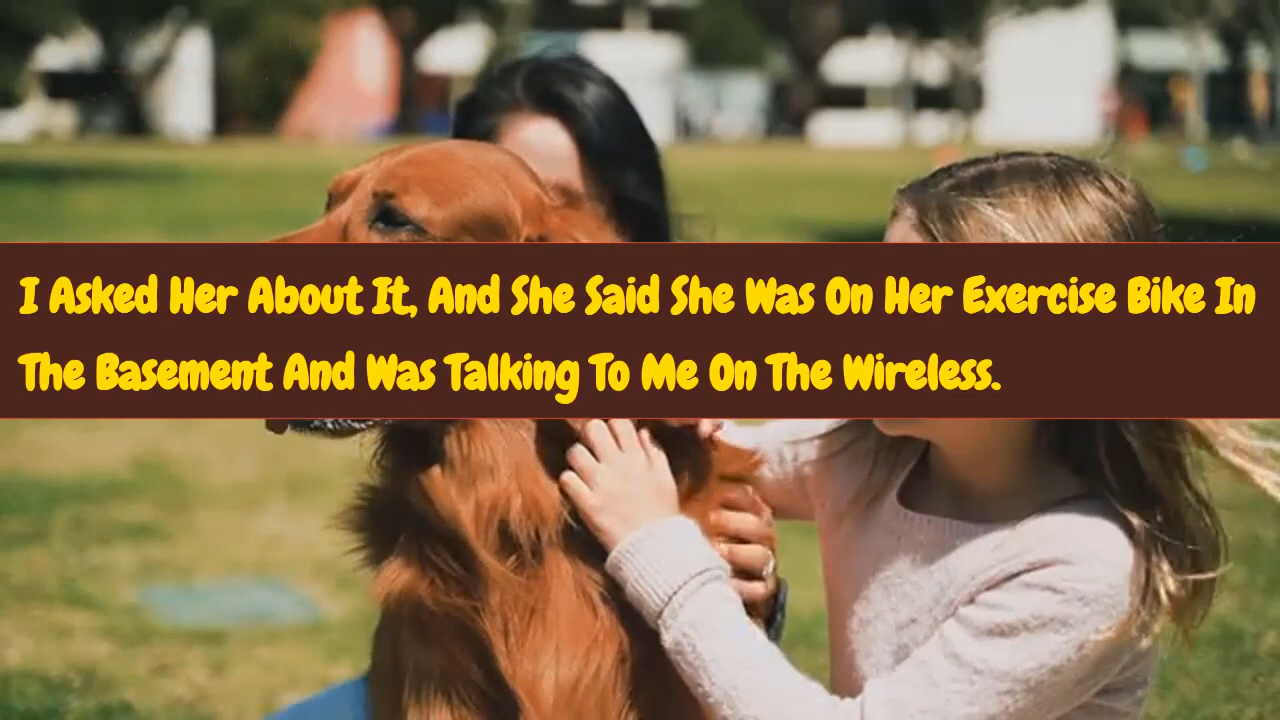 I Asked Her About It, And She Said She Was On Her Exercise Bike In
The Basement And Was Talking To Me On The Wireless.